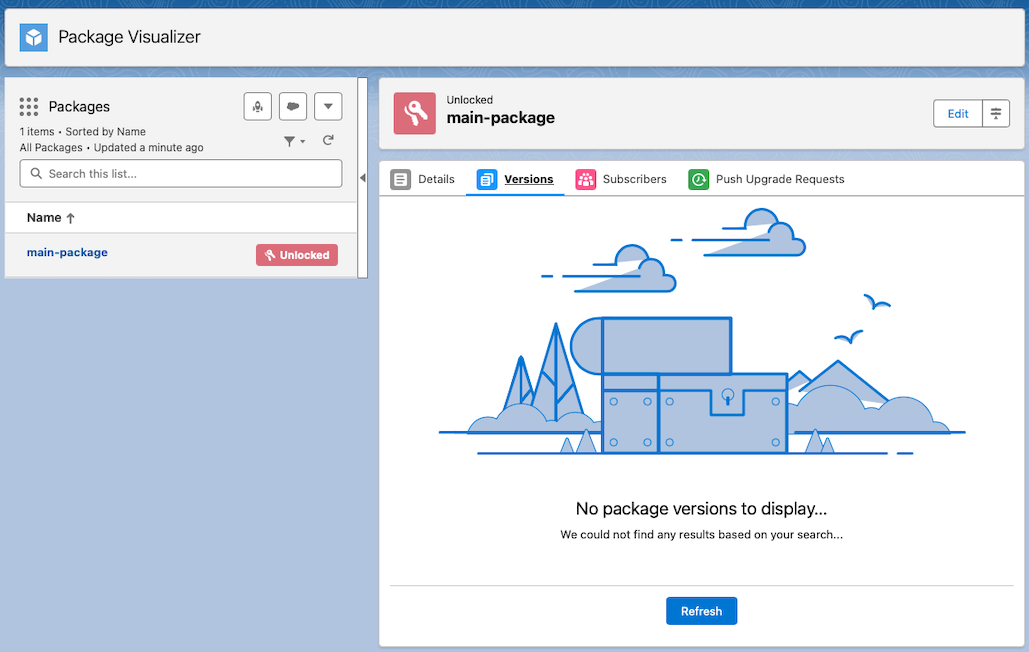 Package Visualizer
Packages
1 items • Sorted by Name
All Packages • Updated a minute ago
Search this list...
Name
main-package
Unlocked
Unlocked
main-package
Edit
Details
Versions
Subscribers
Push Upgrade Requests
No package versions to display...
We could not find any results based on your search...
Refresh